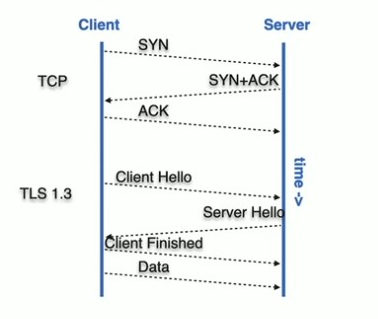 Client
Server
SYN
TCP
SYN+ACK
ACK
Client Hello
time ->
TLS 1.3
Server Hello
Client Finished
Data